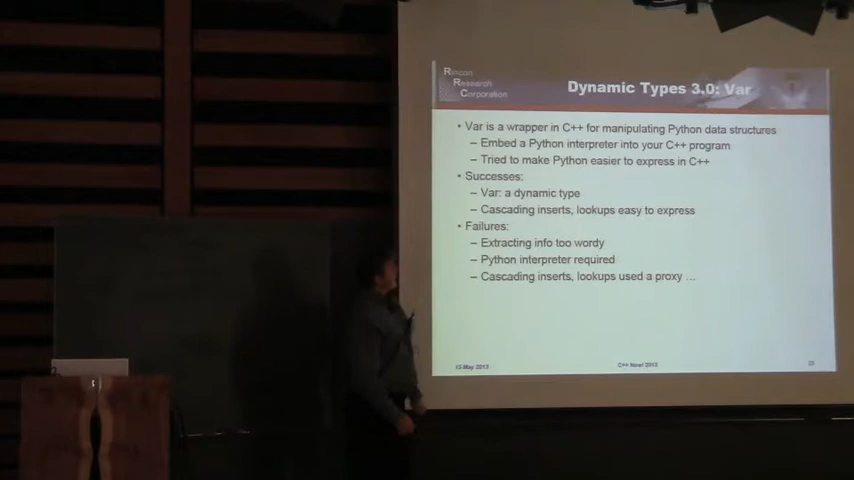 Rincon
Research
Corporation
Dynamic Types 3.0: Var
• Var is a wrapper in C++ for manipulating Python data structures
– Embed a Python interpreter into your C++ program
– Tried to make Python easier to express in C++
• Successes:
– Var: a dynamic type
– Cascading inserts, lookups easy to express
• Failures:
– Extracting info too wordy
– Python interpreter required
– Cascading inserts, lookups used a proxy ...
13 May 2013
C++ Now! 2013